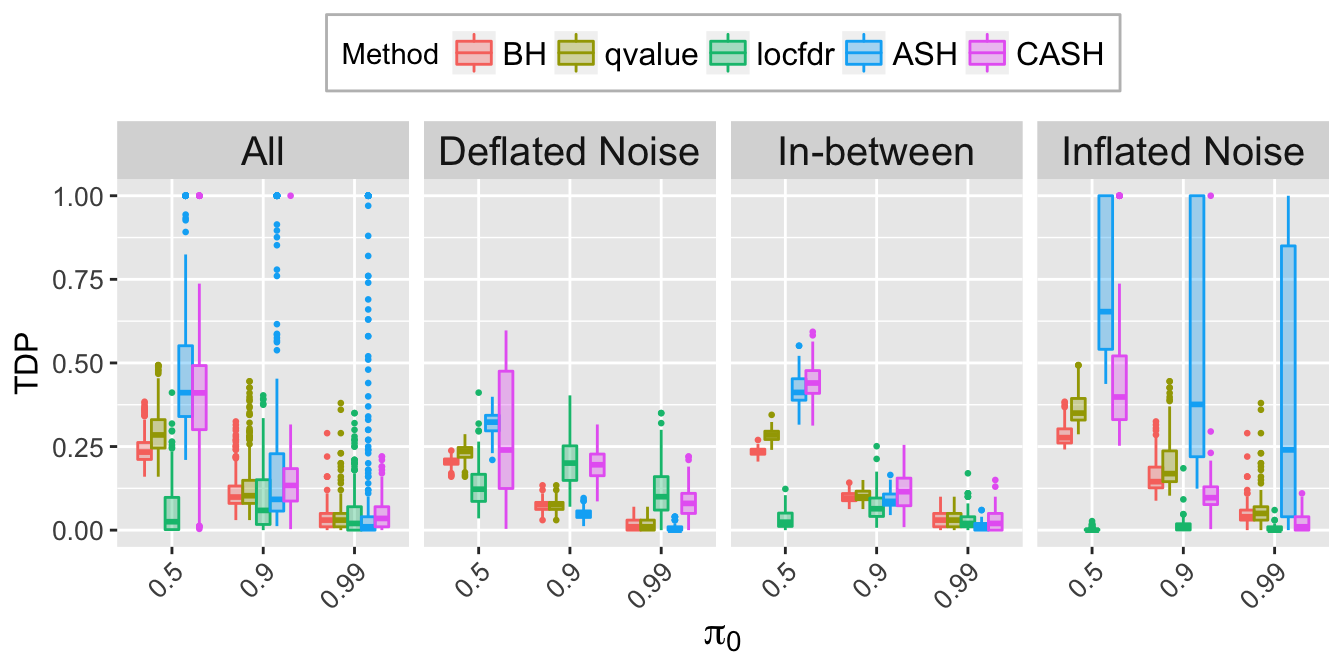 Method BH qvalue locfdr ASH CASH
All Deflated Noise In-between Inflated Noise
1.00
0.75
0.50
0.25
0.00
TDP
0.5 0.9 0.99 0.5 0.9 0.99 0.5 0.9 0.99 0.5 0.9 0.99
π₀